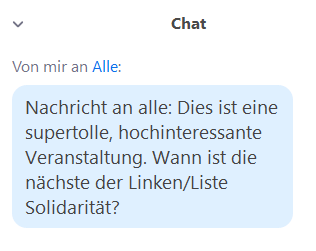 Chat
Von mir an Alle:
Nachricht an alle: Dies ist eine
supertolle, hochinteressante
Veranstaltung. Wann ist die
nächste der Linken/Liste
Solidarität?